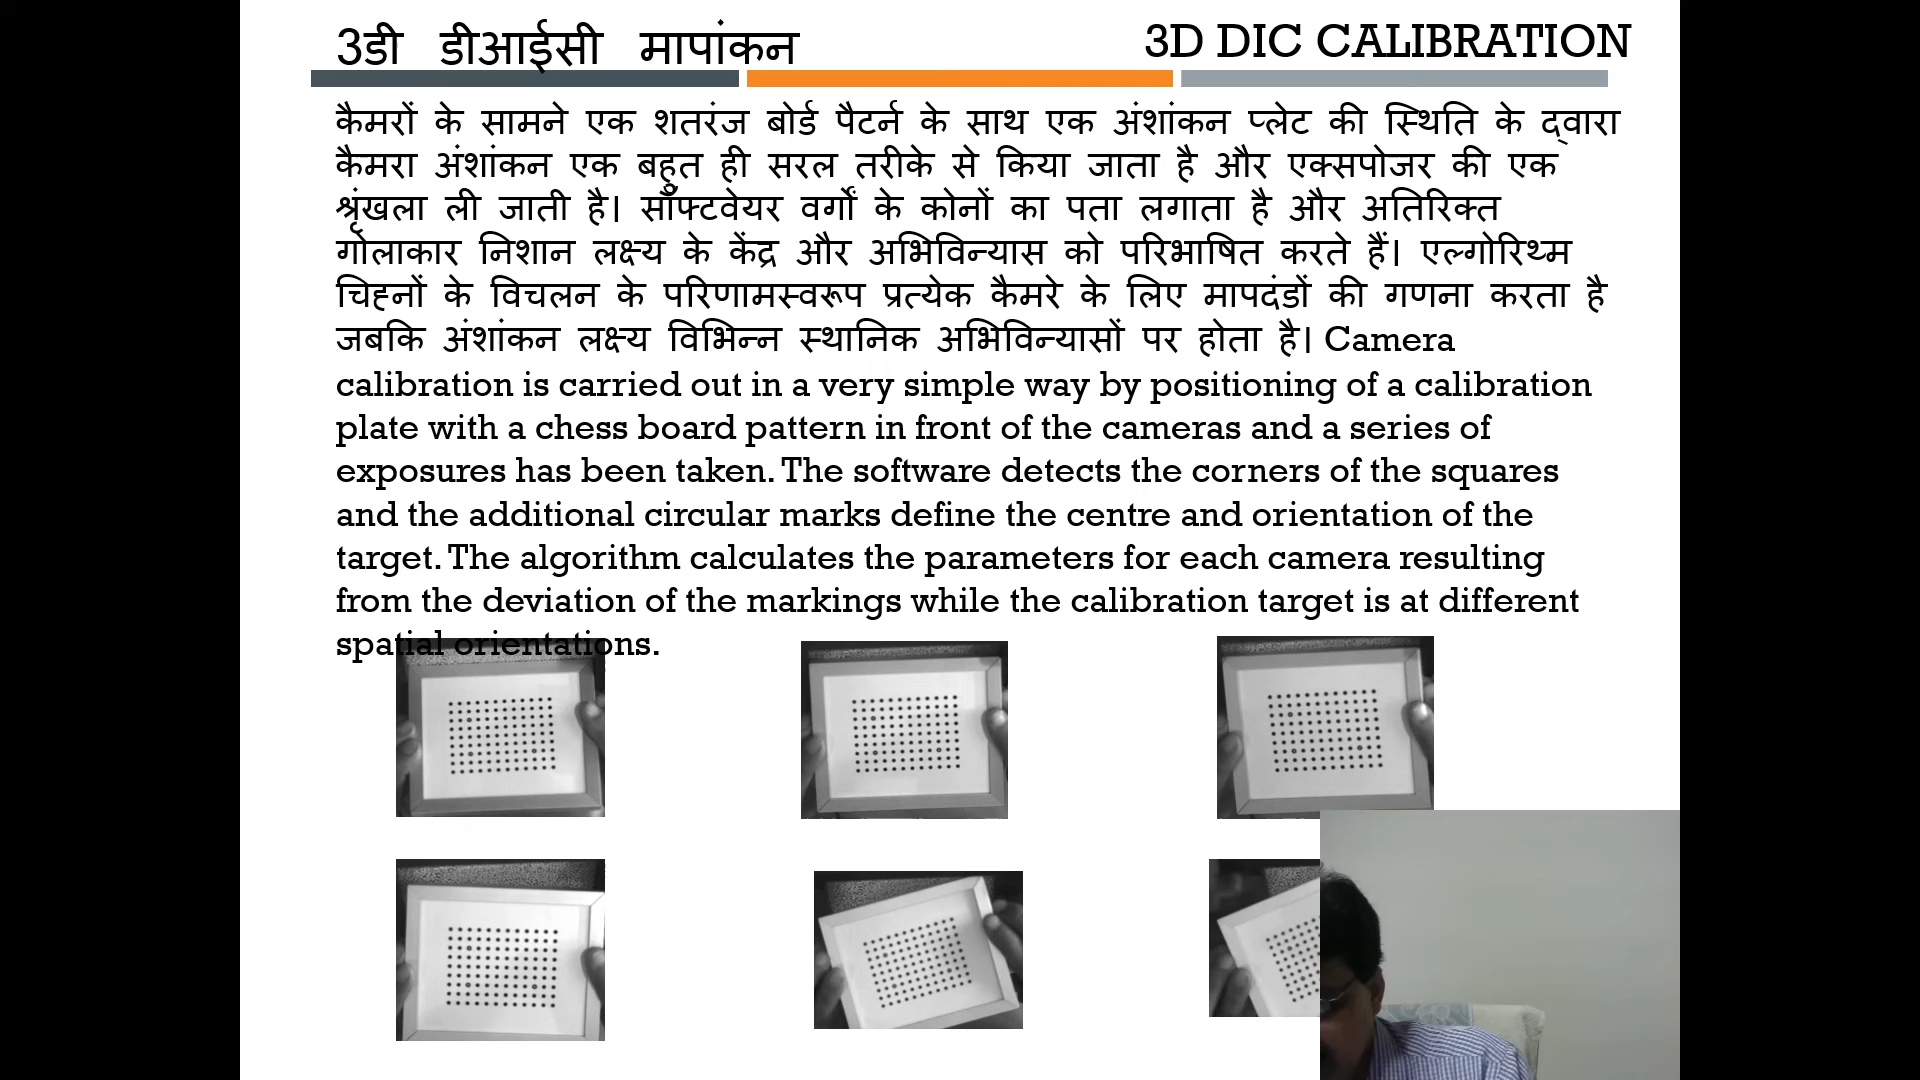 3डी डीआईसी मापांकन
3D DIC CALIBRATION
कैमरों के सामने एक शतरंज बोर्ड पैटर्न के साथ एक अंशांकन प्लेट की स्थिति के द्वारा
कैमरा अंशांकन एक बहुत ही सरल तरीके से किया जाता है और एक्सपोजर की एक
श्रृंखला ली जाती है। सॉफ्टवेयर वर्गों के कोनों का पता लगाता है और अतिरिक्त
गोलाकार निशान लक्ष्य के केंद्र और अभिविन्यास को परिभाषित करते हैं। एल्गोरिथ्म
चिह्नों के विचलन के परिणामस्वरूप प्रत्येक कैमरे के लिए मापदंडों की गणना करता है
जबकि अंशांकन लक्ष्य विभिन्न स्थानिक अभिविन्यासों पर होता है। Camera
calibration is carried out in a very simple way by positioning of a calibration
plate with a chess board pattern in front of the cameras and a series of
exposures has been taken. The software detects the corners of the squares
and the additional circular marks define the centre and orientation of the
target. The algorithm calculates the parameters for each camera resulting
from the deviation of the markings while the calibration target is at different
spatial orientations.